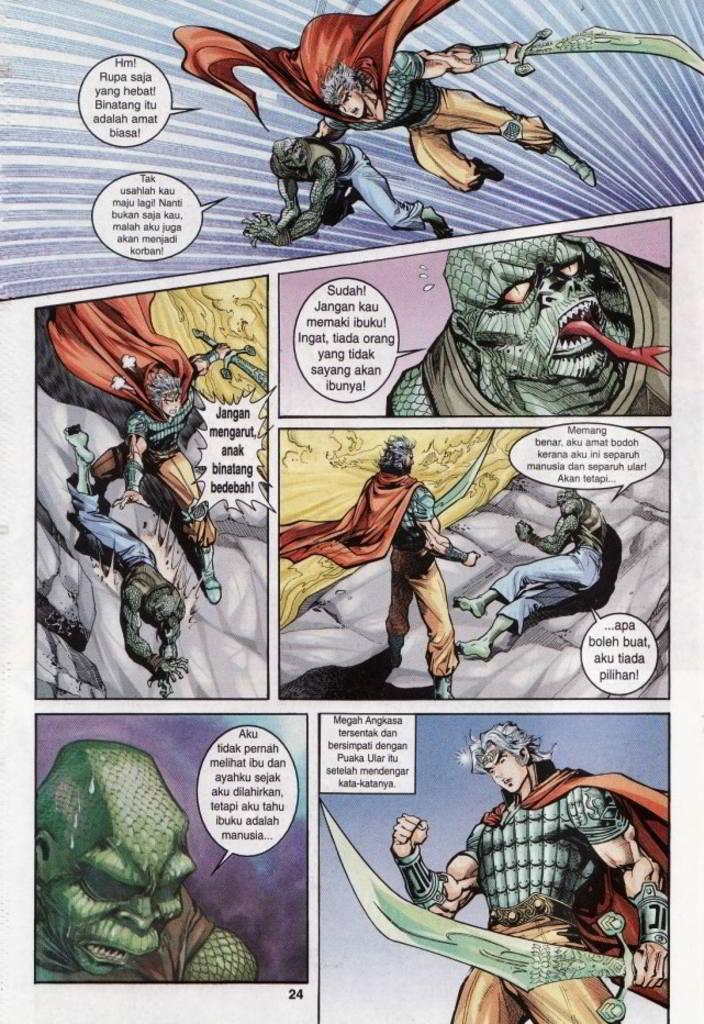 Hm!
Rupa saja
yang hebat!
Binatang itu
adalah amat
biasa!
Tak
usahlah kau
maju lagi! Nanti
bukan saja kau,
malah aku juga
akan menjadi
korban!
Sudah!
Jangan kau
memaki ibuku!
Ingat, tiada orang
yang tidak
sayang akan
ibunya!
Jangan
mengarut,
anak
binatang
bedebah!
Memang
benar, aku amat bodoh
kerana aku ini separuh
manusia dan separuh ular!
Akan tetapi...
...apa
boleh buat,
aku tiada
pilihan!
Aku
tidak pernah
melihat ibu dan
ayahku sejak
aku dilahirkan,
tetapi aku tahu
ibuku adalah
manusia...
Megah Angkasa
tersentak dan
bersimpati dengan
Puaka Ular itu
setelah mendengar
kata-katanya.
24